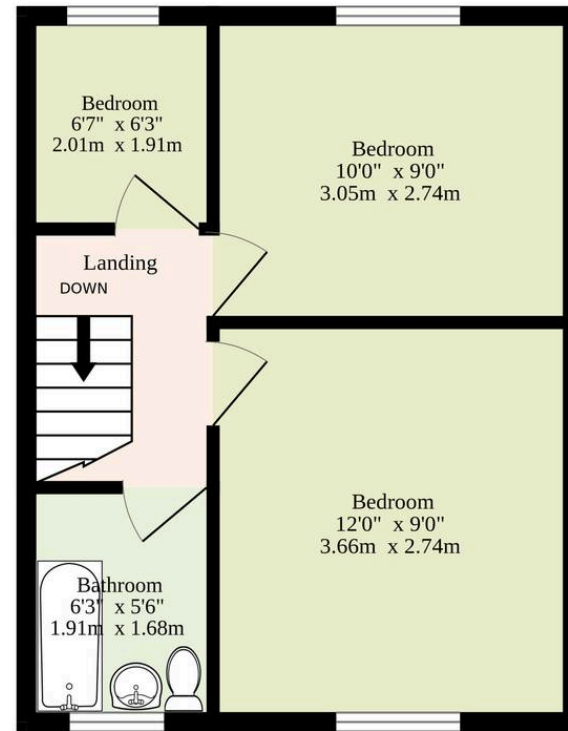 Bedroom
6'7" x 6'3"
2.01m x 1.91m
Bedroom
10'0" x 9'0"
3.05m x 2.74m
Landing
DOWN
Bedroom
12'0" x 9'0"
3.66m x 2.74m
Bathroom
6'3" x 5'6"
1.91m x 1.68m